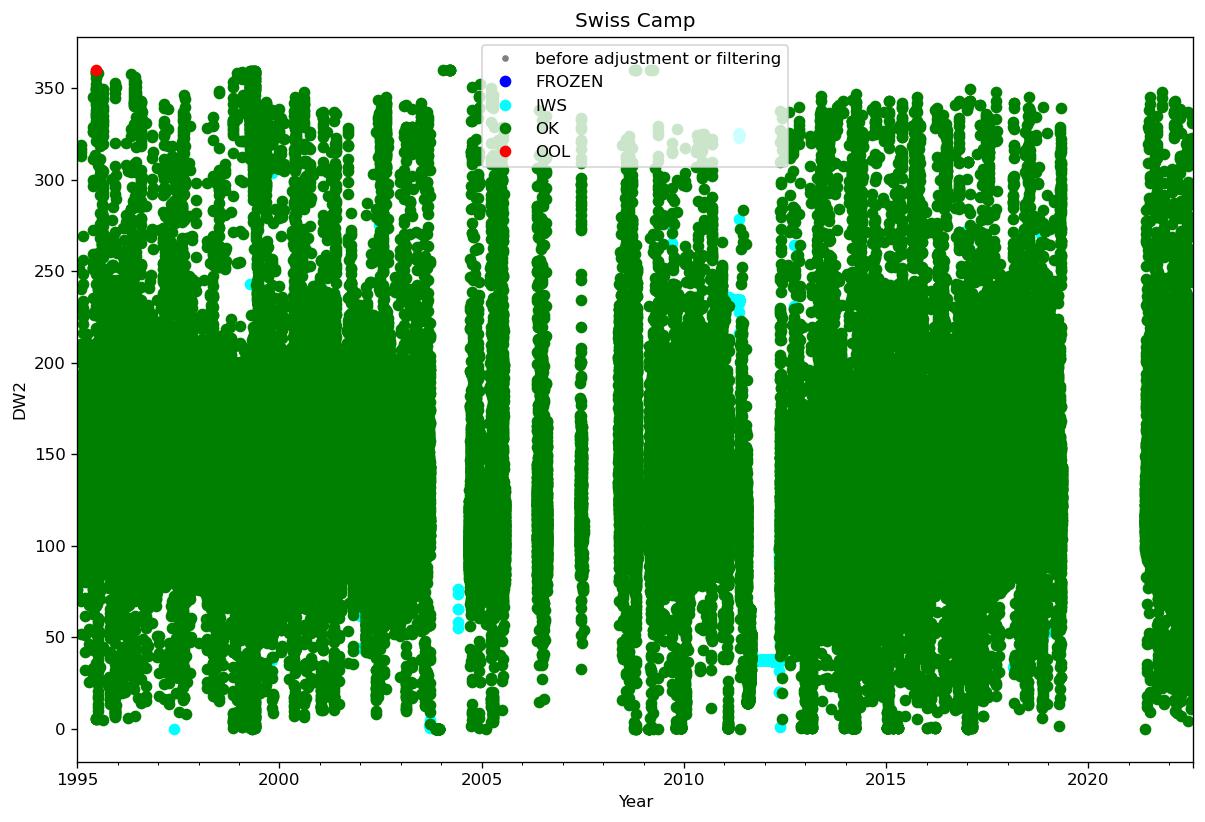 Swiss Camp
before adjustment or filtering
FROZEN
IWS
OK
OOL
350
300
250
200
150
100
50
0
DW2
1995 2000 2005 2010 2015 2020
Year